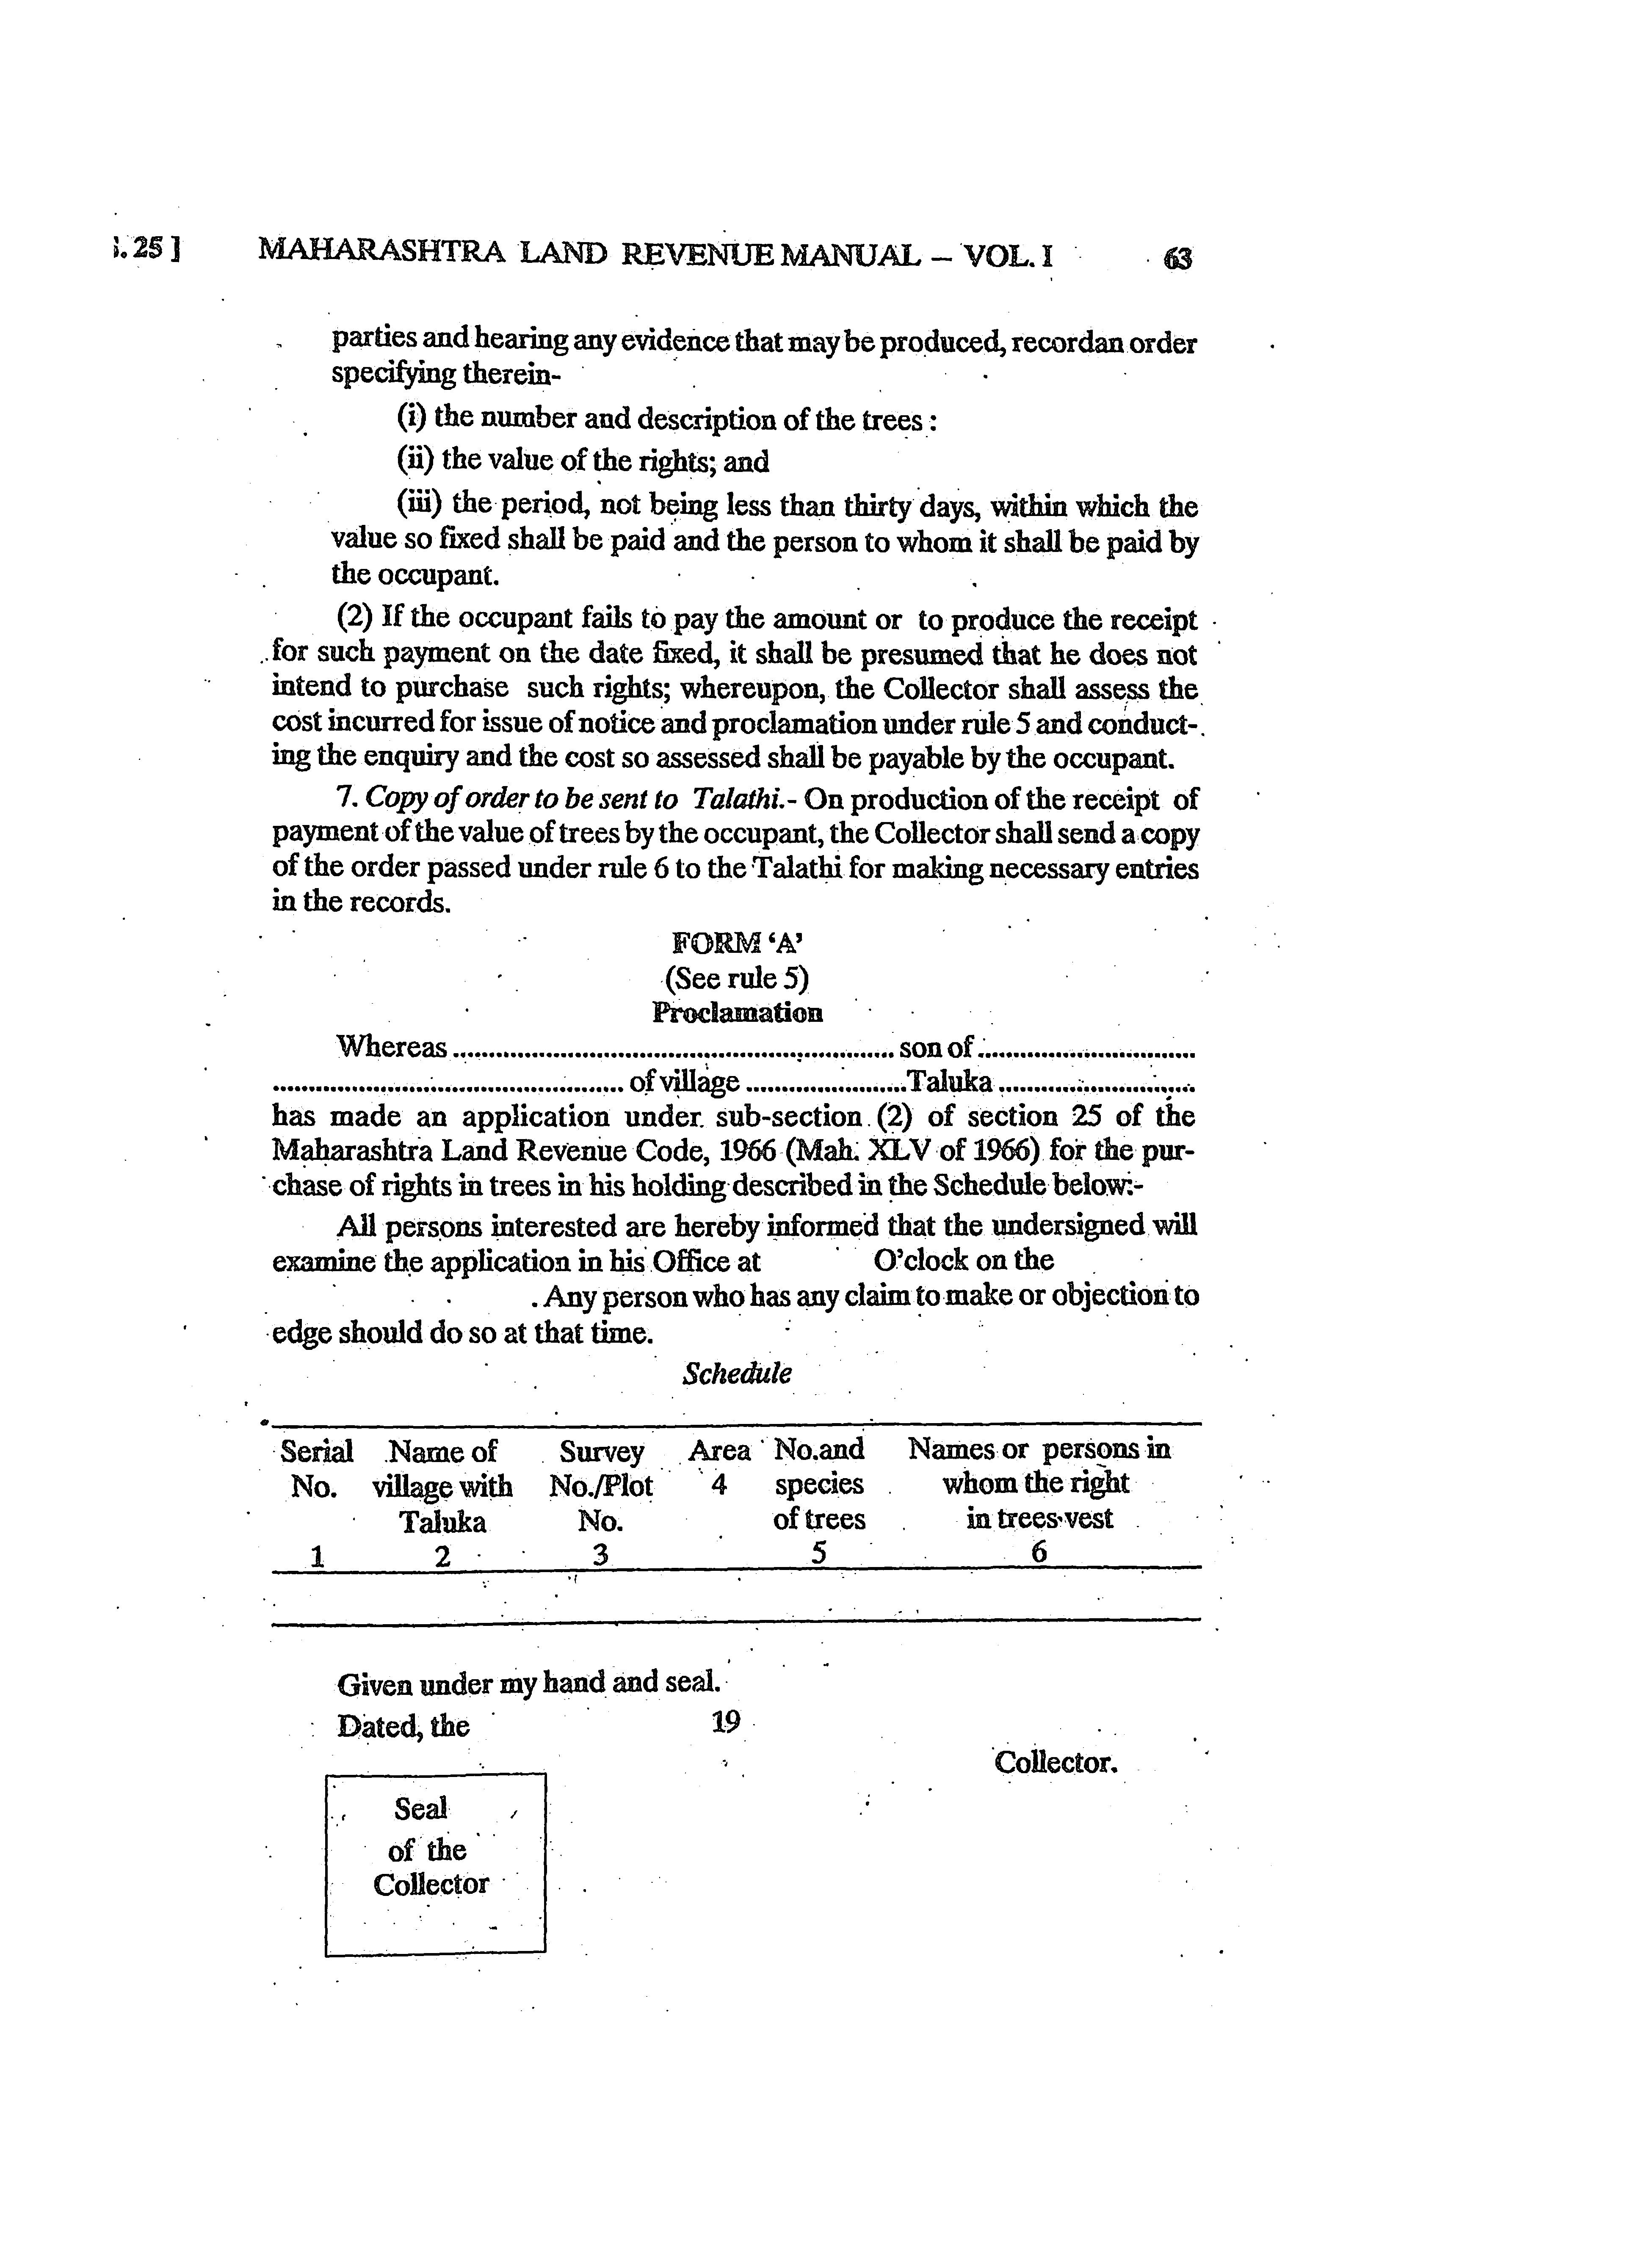 . 25 ] MAHARASHTRA LAND REVENUE MANUAL – VOL. I 63
parties and hearing any evidence that may be produced, recordan order
specifying therein-
(i) the number and description of the trees :
(ii) the value of the rights; and
(iii) the period, not being less than thirty days, within which the
value so fixed shall be paid and the person to whom it shall be paid by
the occupant.
(2) If the occupant fails to pay the amount or to produce the receipt
for such payment on the date fixed, it shall be presumed that he does not
intend to purchase such rights; whereupon, the Collector shall assess the
cost incurred for issue of notice and proclamation under rule 5 and conduct-
ing the enquiry and the cost so assessed shall be payable by the occupant.
7. Copy of order to be sent to Talathi.- On production of the receipt of
payment of the value of trees by the occupant, the Collector shall send a copy
of the order passed under rule 6 to the Talathi for making necessary entries
in the records.
FORM ‘A’
(See rule 5)
Proclamation
Whereas ............................................................. son of ..............................
................................................. of village ......................Taluka ...........................
has made an application under sub-section (2) of section 25 of the
Maharashtra Land Revenue Code, 1966 (Mah. XLV of 1966) for the pur-
chase of rights in trees in his holding described in the Schedule below:-
All persons interested are hereby informed that the undersigned will
examine the application in his Office at O’clock on the
. Any person who has any claim to make or objection to
edge should do so at that time.
Schedule
Serial Name of Survey Area No.and Names or persons in
No. village with No./Plot 4 species whom the right
Taluka No. of trees in trees vest
1 2 3 5 6
Given under my hand and seal.
Dated, the 19
Collector.
Seal
of the
Collector